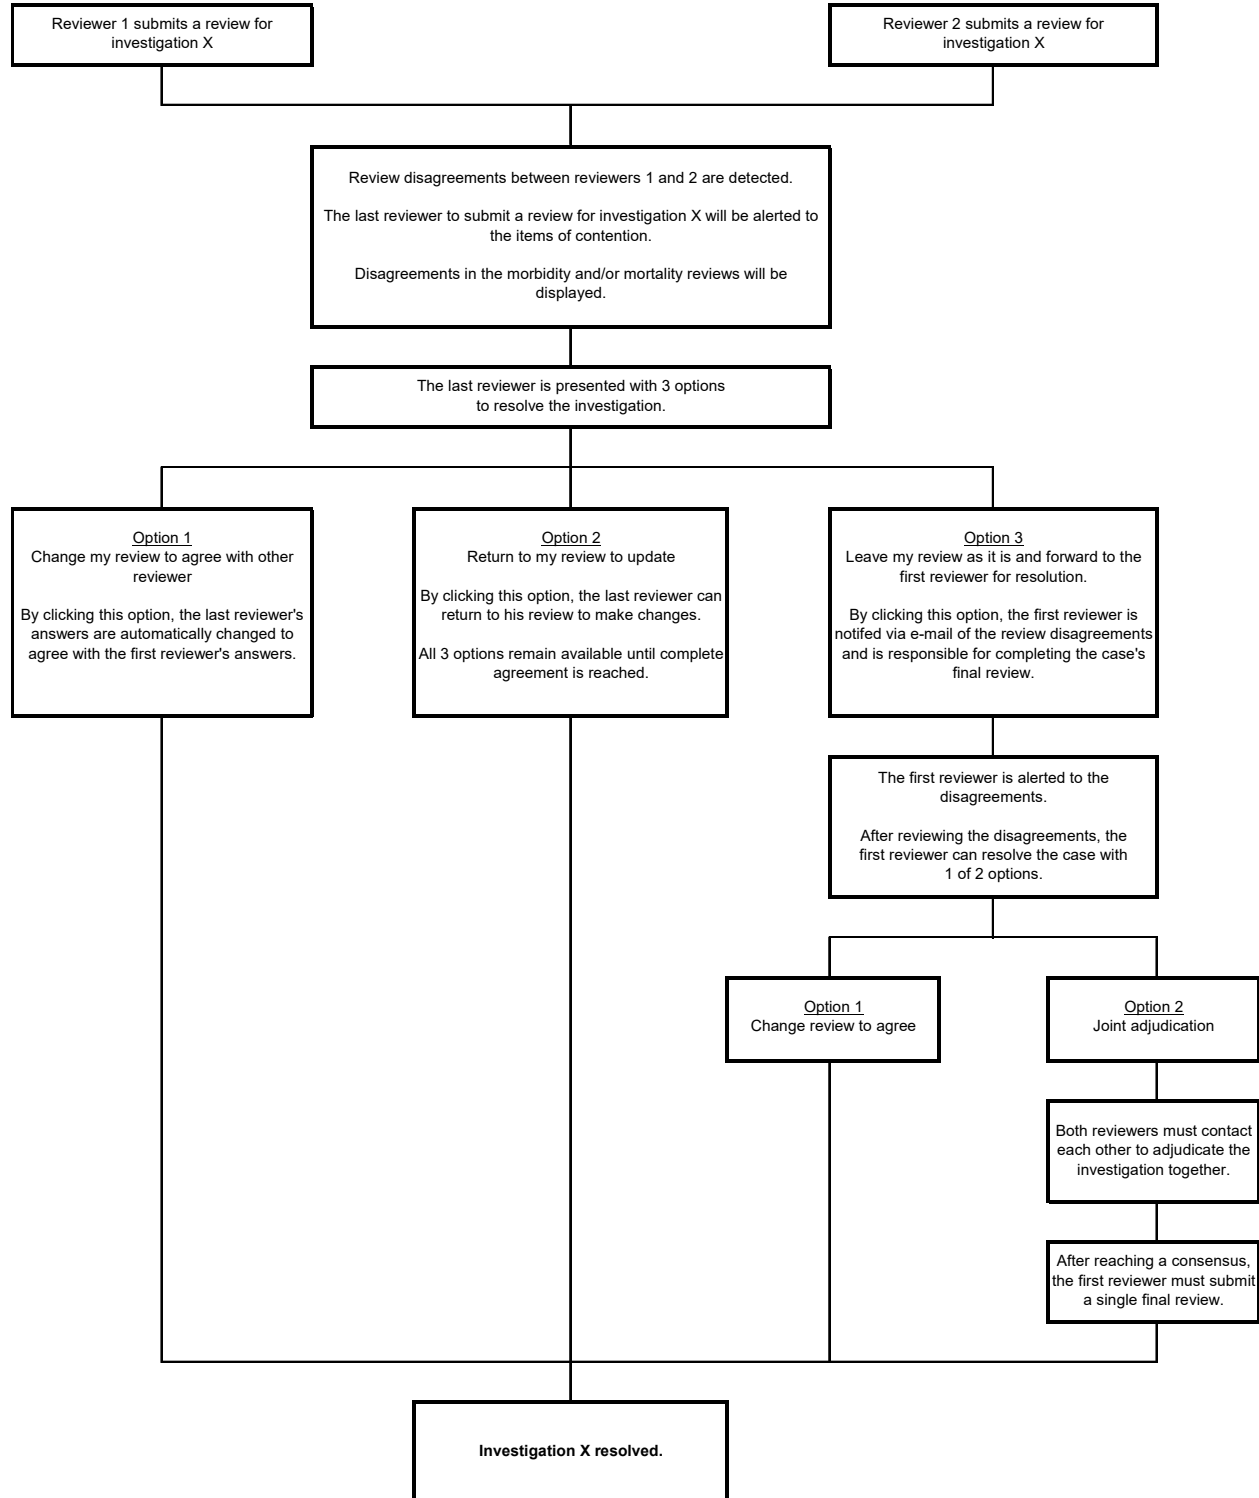 Reviewer 1 submits a review for
investigation X
Reviewer 2 submits a review for
investigation X
Review disagreements between reviewers 1 and 2 are detected.
The last reviewer to submit a review for investigation X will be alerted to
the items of contention.
Disagreements in the morbidity and/or mortality reviews will be
displayed.
The last reviewer is presented with 3 options
to resolve the investigation.
Option 1
Change my review to agree with other
reviewer
By clicking this option, the last reviewer's
answers are automatically changed to
agree with the first reviewer's answers.
Option 2
Return to my review to update
By clicking this option, the last reviewer can
return to his review to make changes.
All 3 options remain available until complete
agreement is reached.
Option 3
Leave my review as it is and forward to the
first reviewer for resolution.
By clicking this option, the first reviewer is
notifed via e-mail of the review disagreements
and is responsible for completing the case's
final review.
The first reviewer is alerted to the
disagreements.
After reviewing the disagreements, the
first reviewer can resolve the case with
1 of 2 options.
Option 1
Change review to agree
Option 2
Joint adjudication
Both reviewers must contact
each other to adjudicate the
investigation together.
After reaching a consensus,
the first reviewer must submit
a single final review.
Investigation X resolved.